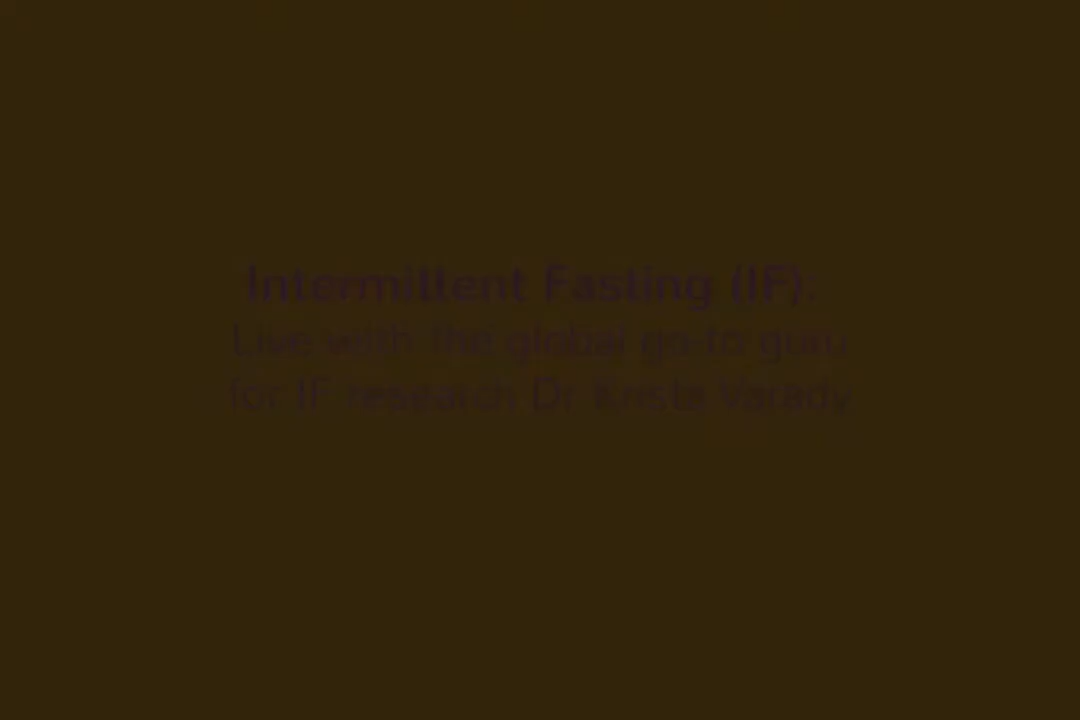 Intermittent Fasting (IF):
Live with the global go-to guru
for IF research Dr Krista Varady